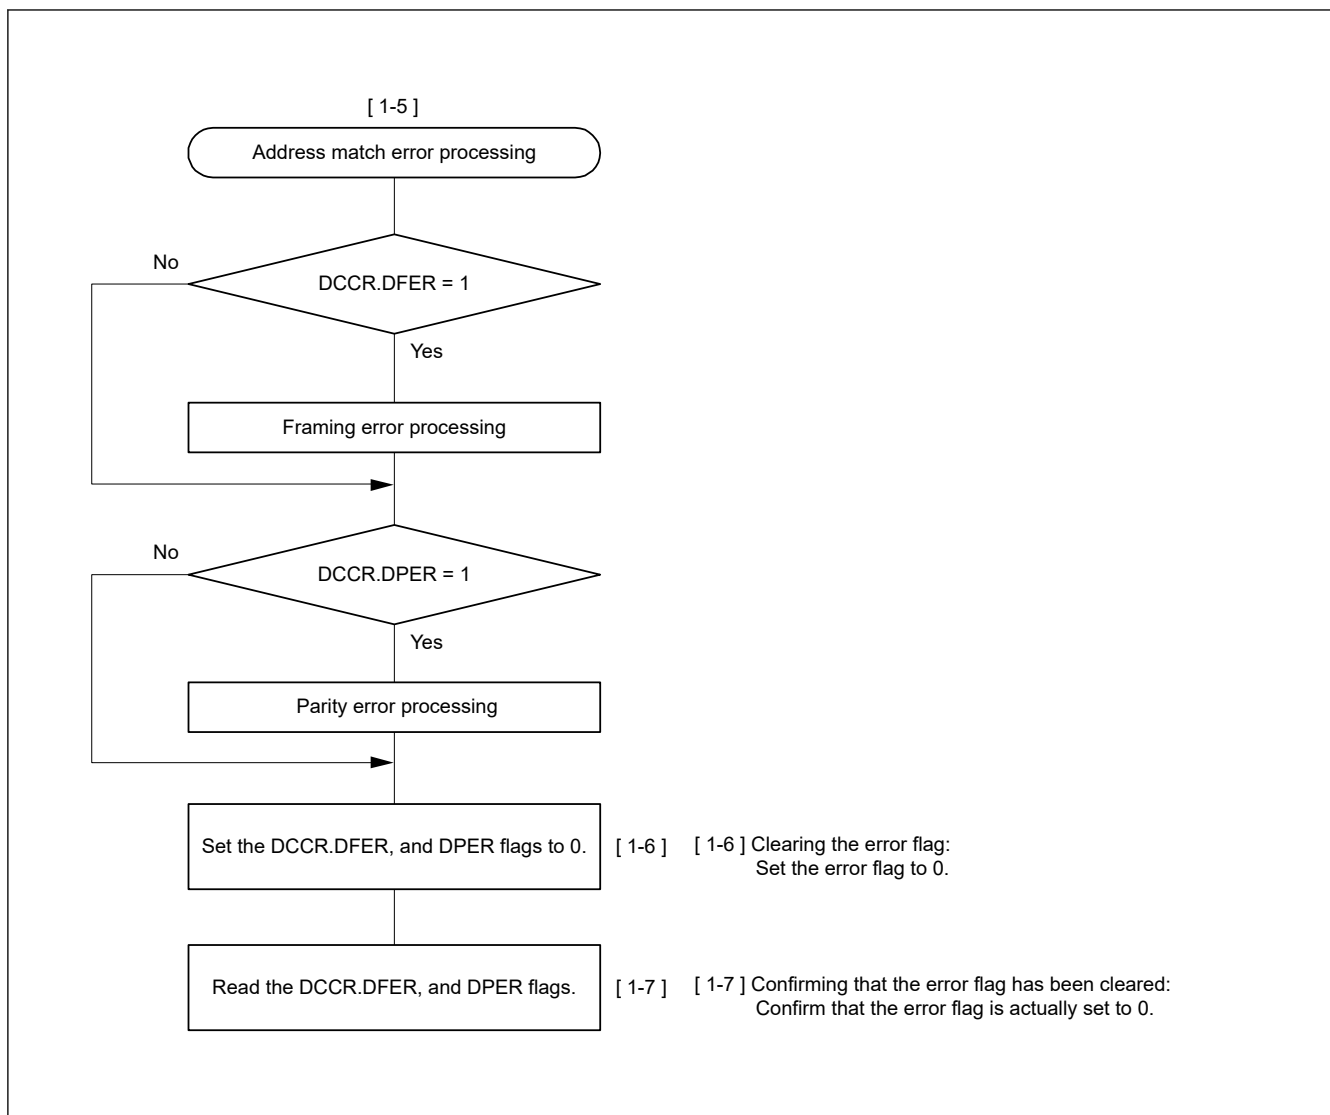 [ 1-5 ]
Address match error processing
No
DCCR.DFER = 1
Yes
Framing error processing
No
DCCR.DPER = 1
Yes
Parity error processing
Set the DCCR.DFER, and DPER flags to 0.
[ 1-6 ]
[ 1-6 ] Clearing the error flag:
Set the error flag to 0.
Read the DCCR.DFER, and DPER flags.
[ 1-7 ]
[ 1-7 ] Confirming that the error flag has been cleared:
Confirm that the error flag is actually set to 0.